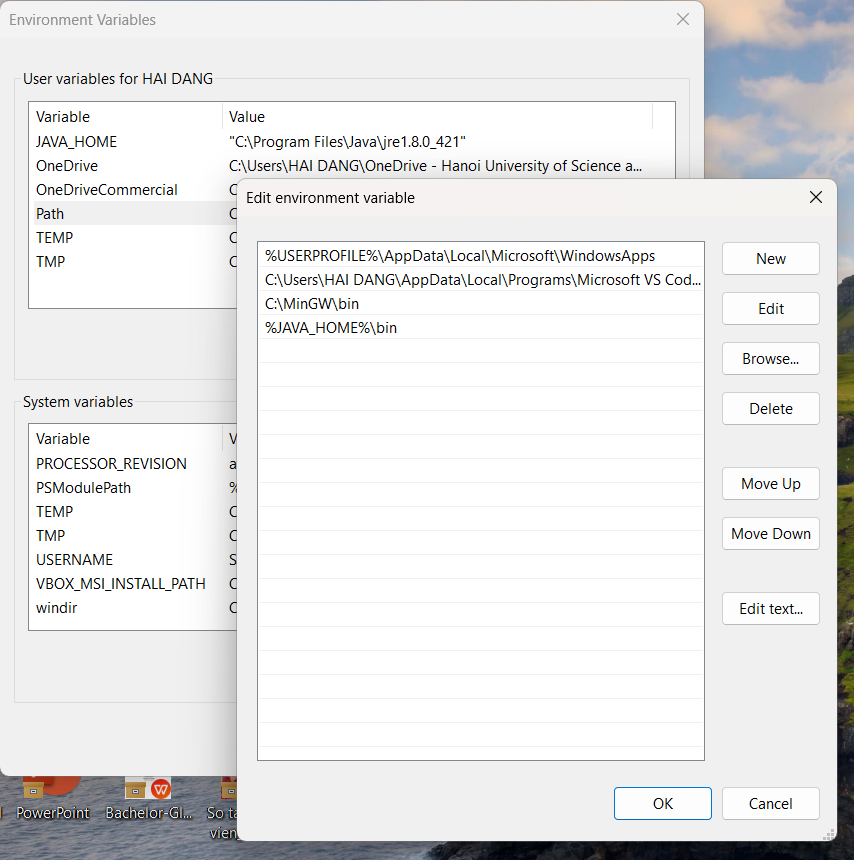 Environment Variables
User variables for HAI DANG
Variable Value
JAVA_HOME "C:\Program Files\Java\jre1.8.0_421"
OneDrive C:\Users\HAI DANG\OneDrive - Hanoi University of Science a...
OneDriveCommercial C
Path C
TEMP C
TMP C
System variables
Variable V
PROCESSOR_REVISION a
PSModulePath %
TEMP C
TMP C
USERNAME S
VBOX_MSI_INSTALL_PATH C
windir C
Edit environment variable
%USERPROFILE%\AppData\Local\Microsoft\WindowsApps
C:\Users\HAI DANG\AppData\Local\Programs\Microsoft VS Cod...
C:\MinGW\bin
%JAVA_HOME%\bin
New
Edit
Browse...
Delete
Move Up
Move Down
Edit text...
OK
Cancel
PowerPoint
Bachelor-Gl...
So ta
vien